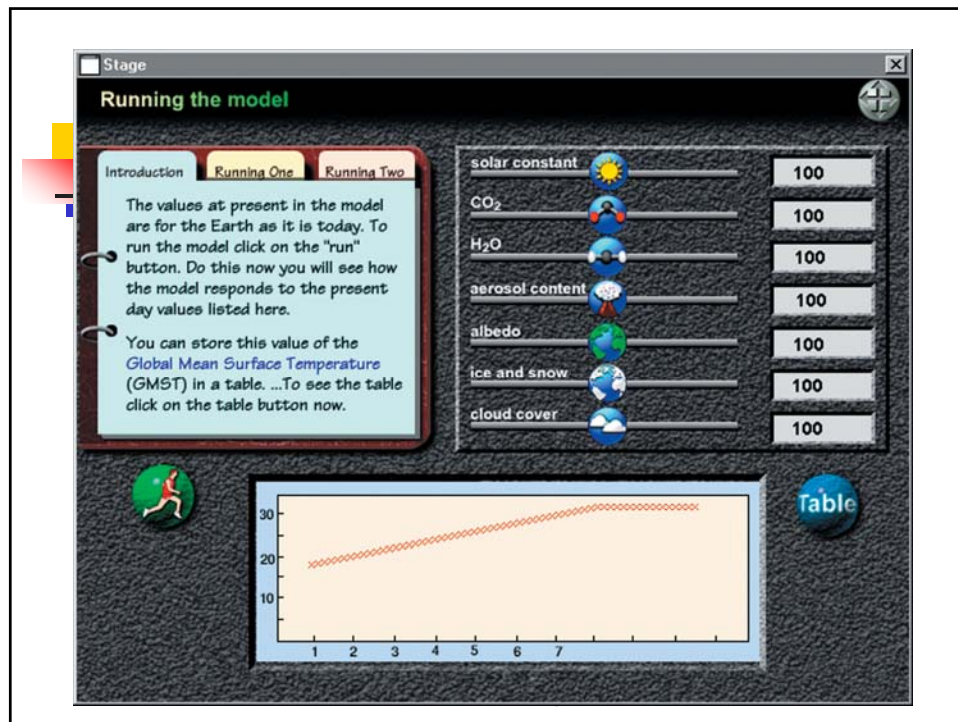 Stage
Running the model
Introduction
Running One
Running Two
The values at present in the model
are for the Earth as it is today. To
run the model click on the "run"
button. Do this now you will see how
the model responds to the present
day values listed here.
You can store this value of the
Global Mean Surface Temperature
(GMST) in a table. ...To see the table
click on the table button now.
solar constant
100
CO₂
100
H₂O
100
aerosol content
100
albedo
100
ice and snow
100
cloud cover
100
Table
30
20
10
1 2 3 4 5 6 7